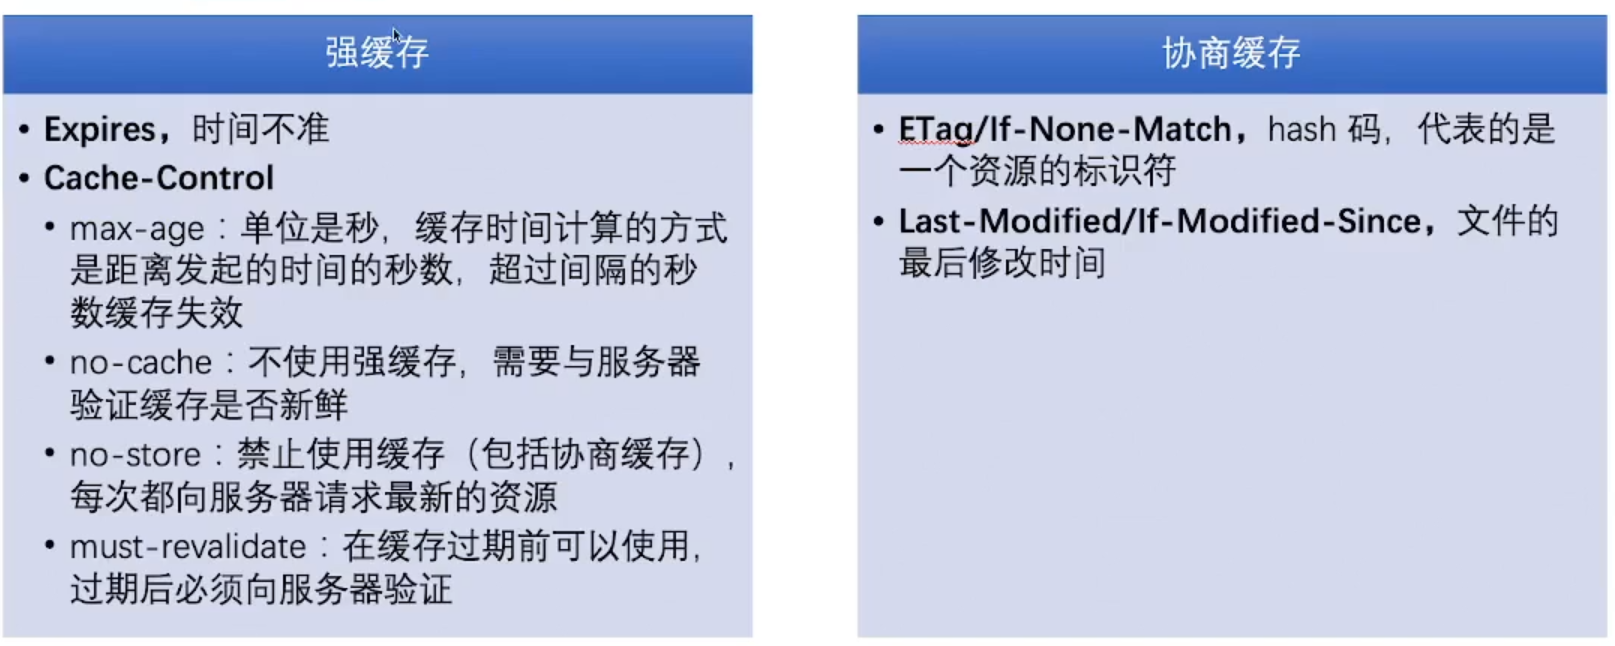 强缓存
• Expires，时间不准
• Cache-Control
• max-age：单位是秒，缓存时间计算的方式
是距离发起的时间的秒数，超过间隔的秒
数缓存失效
• no-cache：不使用强缓存，需要与服务器
验证缓存是否新鲜
• no-store：禁止使用缓存（包括协商缓存），
每次都向服务器请求最新的资源
• must-revalidate：在缓存过期前可以使用，
过期后必须向服务器验证
协商缓存
• ETag/If-None-Match，hash 码，代表的是
一个资源的标识符
• Last-Modified/If-Modified-Since，文件的
最后修改时间